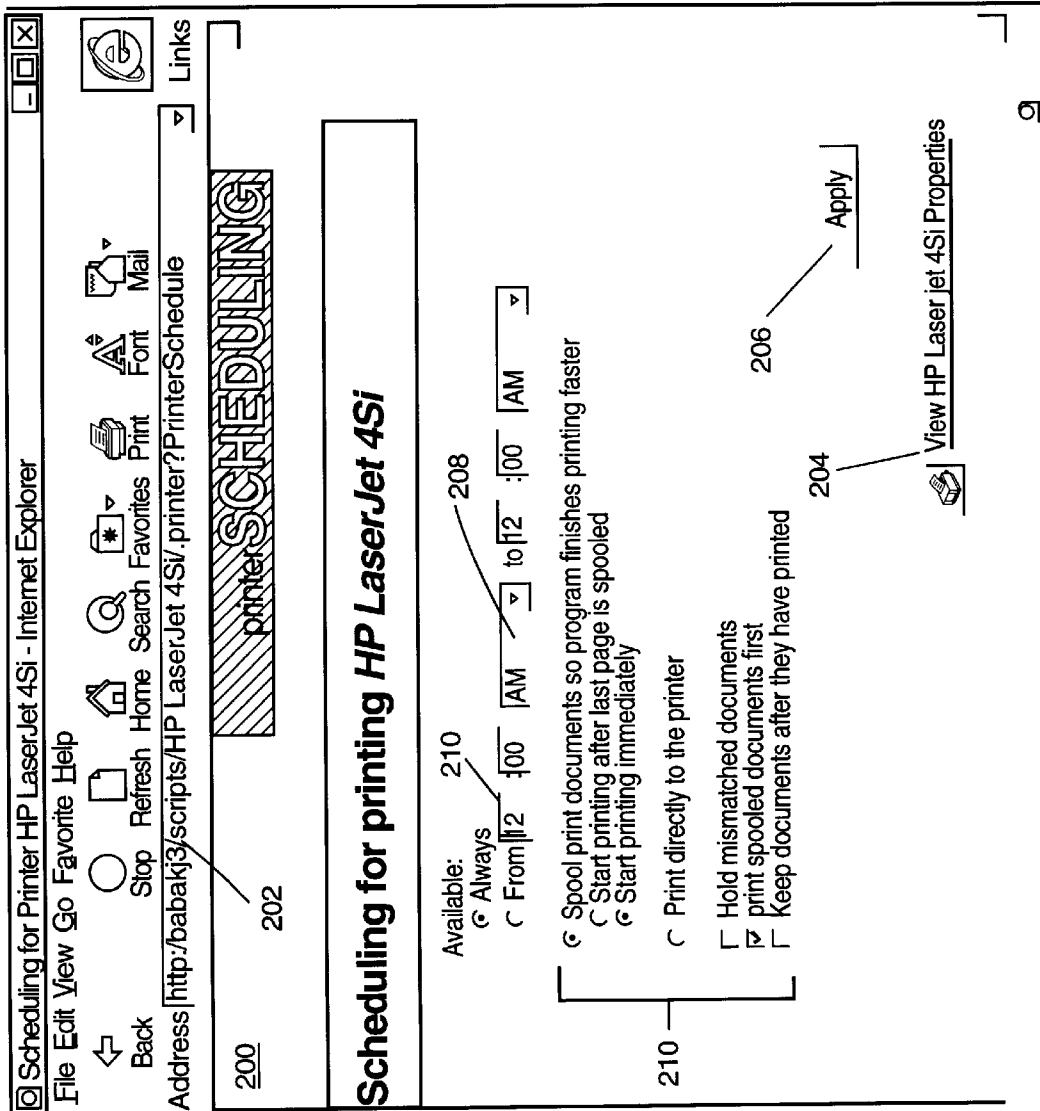 Scheduling for Printer HP LaserJet 4Si - Internet Explorer
File Edit View Go Favorite Help
Back Stop Refresh Home Search Favorites Print Font Mail
Address http:/babakj3/scripts/HP LaserJet 4Si/.printer?PrinterSchedule Links
202
200
printerSCHEDULING
Scheduling for printing HP LaserJet 4Si
Available:
210
208
Always
From 12 :00 AM to 12 :00 AM
210
Spool print documents so program finishes printing faster
Start printing after last page is spooled
Start printing immediately
Print directly to the printer
Hold mismatched documents
print spooled documents first
Keep documents after they have printed
206
Apply
204
View HP Laser jet 4Si Properties